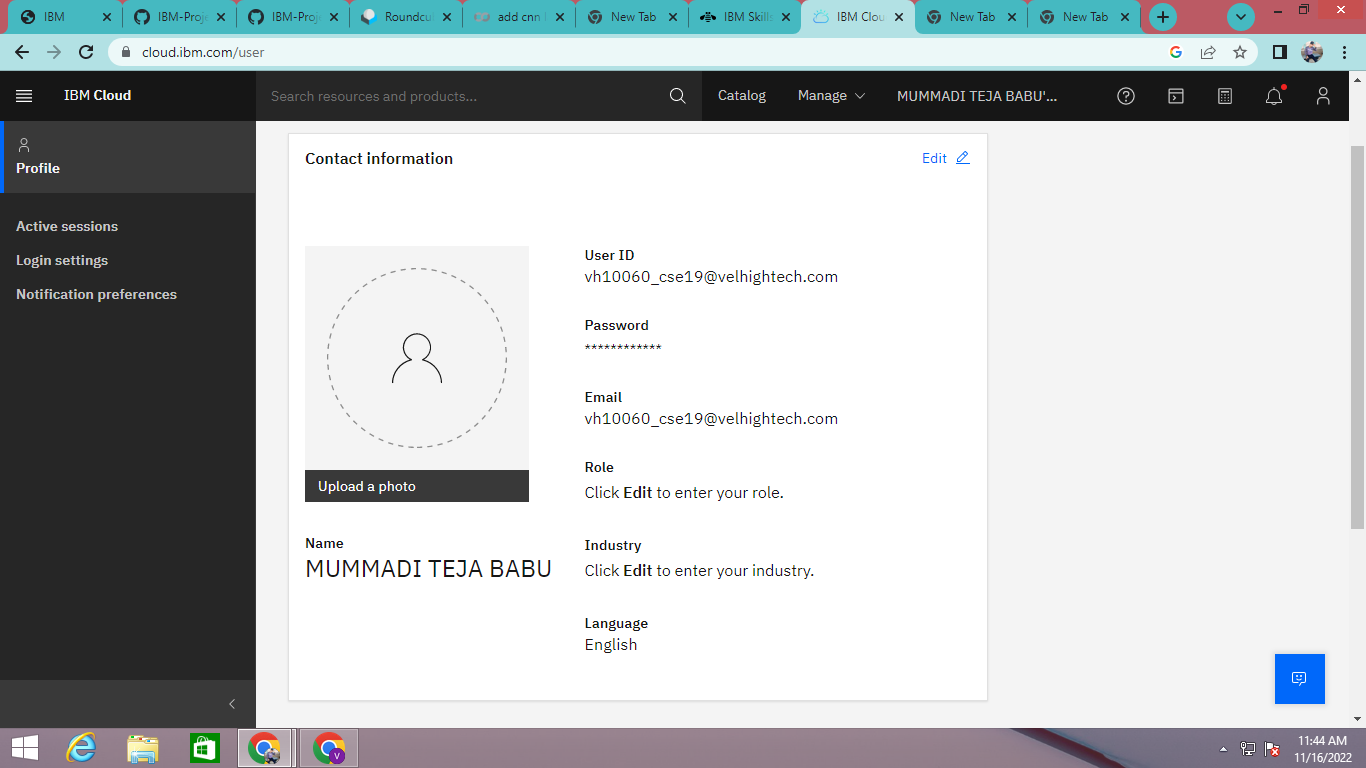 IBM
IBM-Proje
IBM-Proje
Roundcu
add cnn l
New Tab
IBM Skills
IBM Clou
New Tab
New Tab
cloud.ibm.com/user
IBM Cloud
Search resources and products...
Catalog
Manage
MUMMADI TEJA BABU'...
Profile
Active sessions
Login settings
Notification preferences
Contact information
Edit
Upload a photo
Name
MUMMADI TEJA BABU
User ID
vh10060_cse19@velhightech.com
Password
************
Email
vh10060_cse19@velhightech.com
Role
Click Edit to enter your role.
Industry
Click Edit to enter your industry.
Language
English
V
11:44 AM
11/16/2022